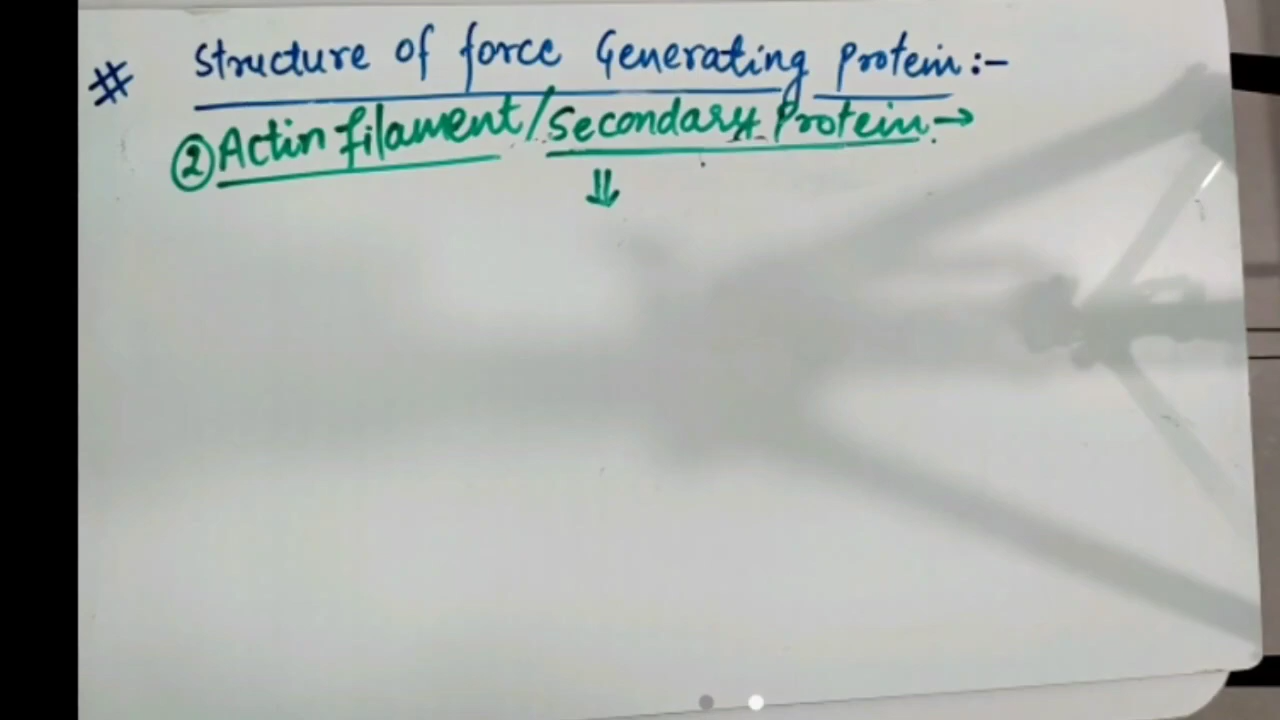 # Structure of force Generating Protein:-
② Actin filament/Secondary Protein →
⇓